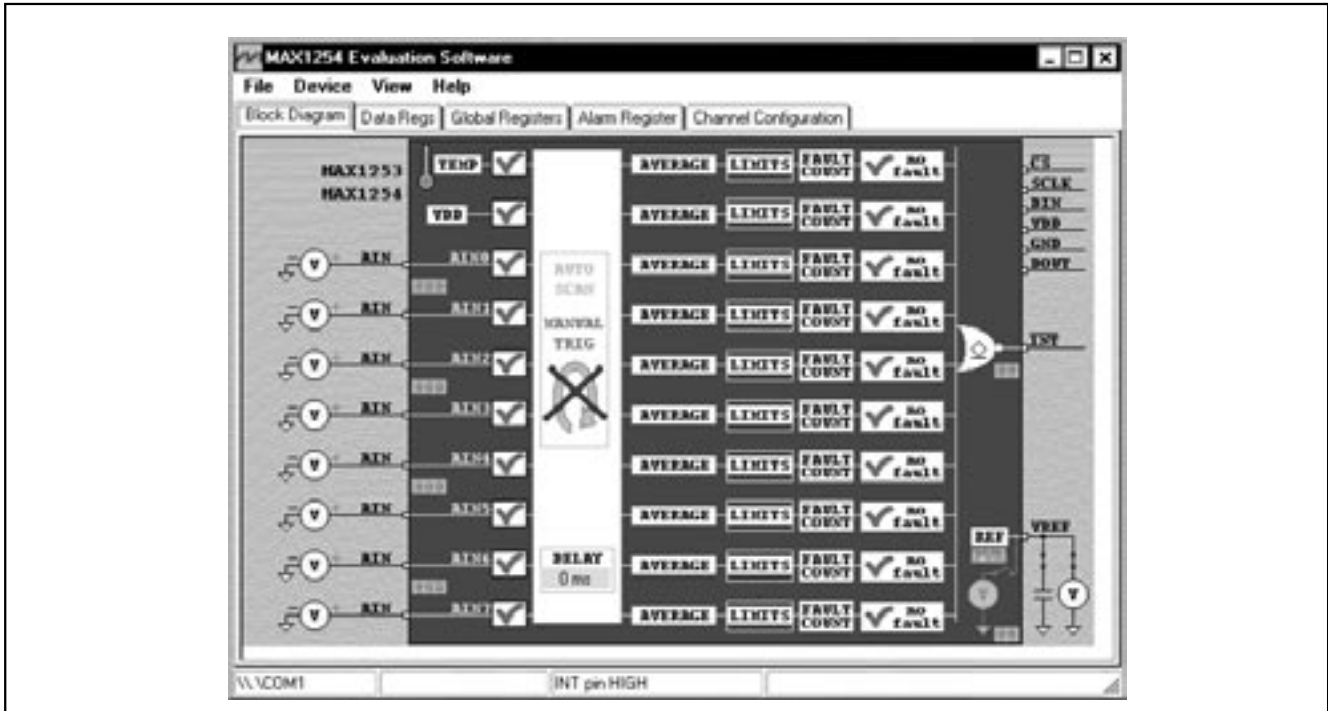 MAX1254 Evaluation Software
File Device View Help
Block Diagram Data Regs Global Registers Alarm Register Channel Configuration
MAX1253
MAX1254
TEMP AVERAGE LIMITS FAULT COUNT no fault
VDD AVERAGE LIMITS FAULT COUNT no fault
AIN AIN0 AVERAGE LIMITS FAULT COUNT no fault
AIN AIN1 AVERAGE LIMITS FAULT COUNT no fault
AIN AIN2 AVERAGE LIMITS FAULT COUNT no fault
AIN AIN3 AVERAGE LIMITS FAULT COUNT no fault
AIN AIN4 AVERAGE LIMITS FAULT COUNT no fault
AIN AIN5 AVERAGE LIMITS FAULT COUNT no fault
AIN AIN6 AVERAGE LIMITS FAULT COUNT no fault
AIN AIN7 AVERAGE LIMITS FAULT COUNT no fault
AUTO
SCAN
MANUAL
TRIG
DELAY
0 ms
CS
SCLK
DIN
VDD
GND
DOUT
INT
REF
VREF
V
V
V
V
V
V
V
V
V
V
\\.\COM1 INT pin HIGH